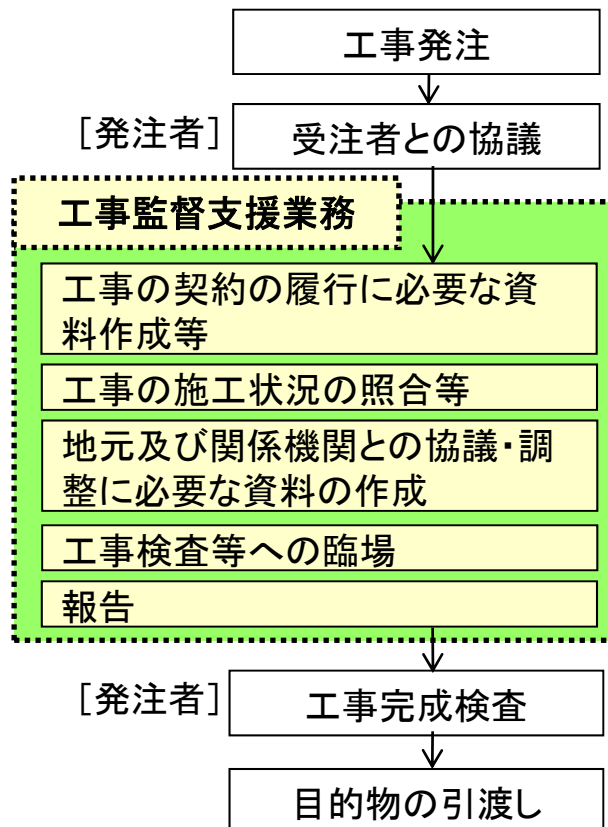 工事発注
［発注者］
受注者との協議
工事監督支援業務
工事の契約の履行に必要な資
料作成等
工事の施工状況の照合等
地元及び関係機関との協議・調
整に必要な資料の作成
工事検査等への臨場
報告
［発注者］
工事完成検査
目的物の引渡し